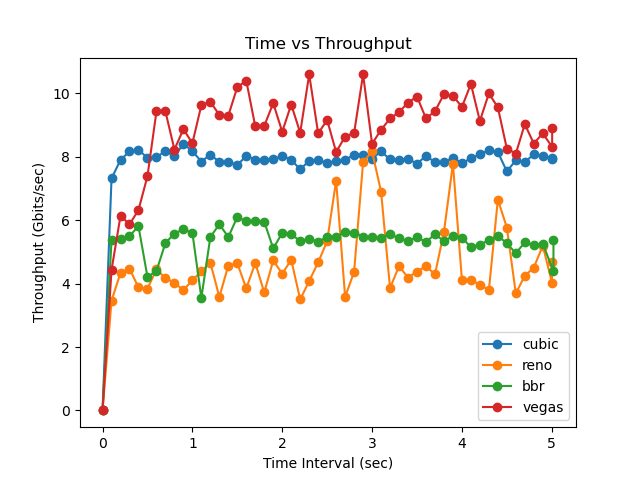 Time vs Throughput
Throughput (Gbits/sec)
10
8
6
4
2
0
0 1 2 3 4 5
Time Interval (sec)
cubic
reno
bbr
vegas